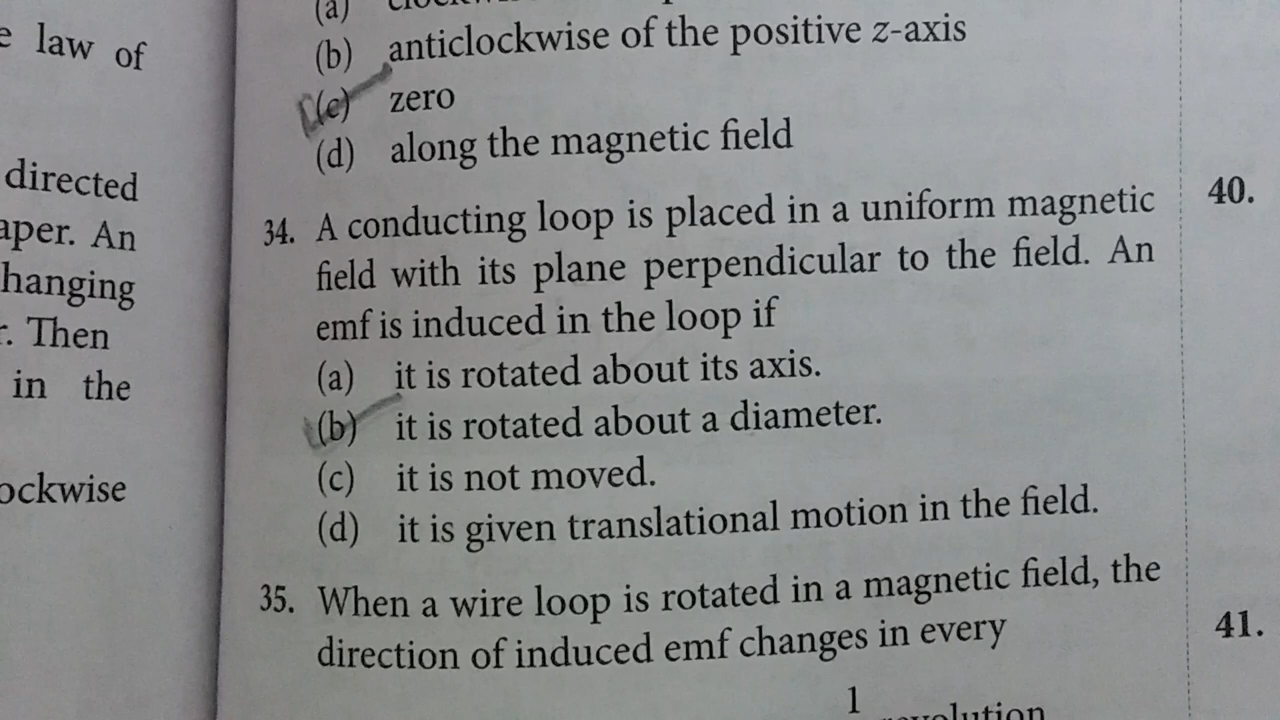 e law of
directed
aper. An
hanging
r. Then
in the
ockwise
(a)
(b) anticlockwise of the positive z-axis
(c) zero
(d) along the magnetic field
34. A conducting loop is placed in a uniform magnetic
field with its plane perpendicular to the field. An
emf is induced in the loop if
(a) it is rotated about its axis.
(b) it is rotated about a diameter.
(c) it is not moved.
(d) it is given translational motion in the field.
35. When a wire loop is rotated in a magnetic field, the
direction of induced emf changes in every
1
40.
41.